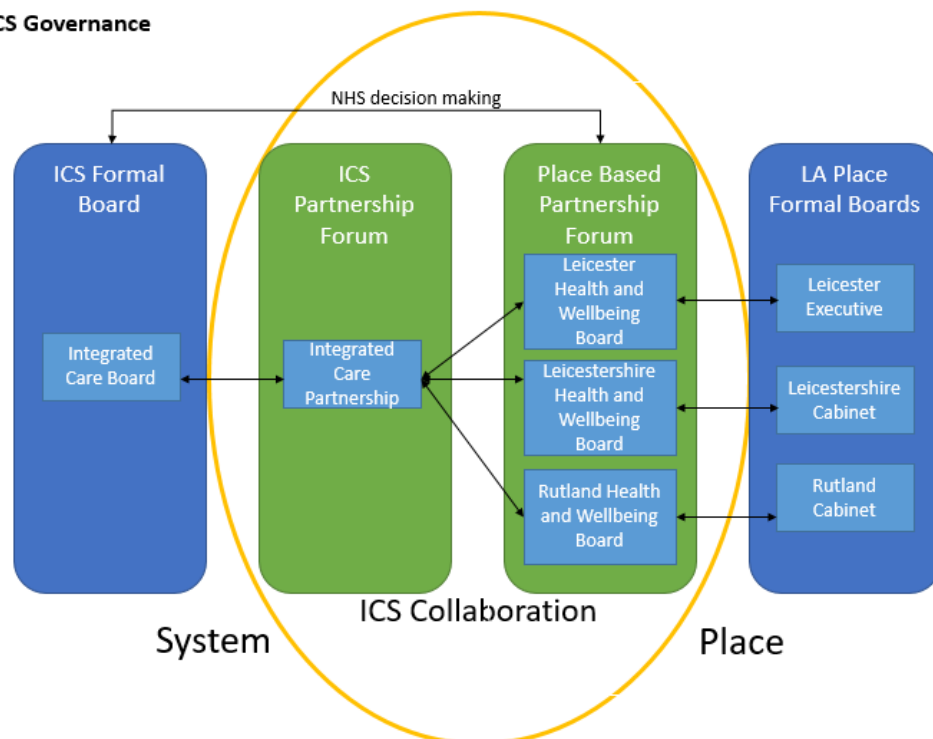 CS Governance
NHS decision making
ICS Formal
Board
Integrated
Care Board
ICS
Partnership
Forum
Integrated
Care
Partnership
Place Based
Partnership
Forum
Leicester
Health and
Wellbeing
Board
Leicestershire
Health and
Wellbeing
Board
Rutland Health
and Wellbeing
Board
LA Place
Formal Boards
Leicester
Executive
Leicestershire
Cabinet
Rutland
Cabinet
ICS Collaboration
System
Place